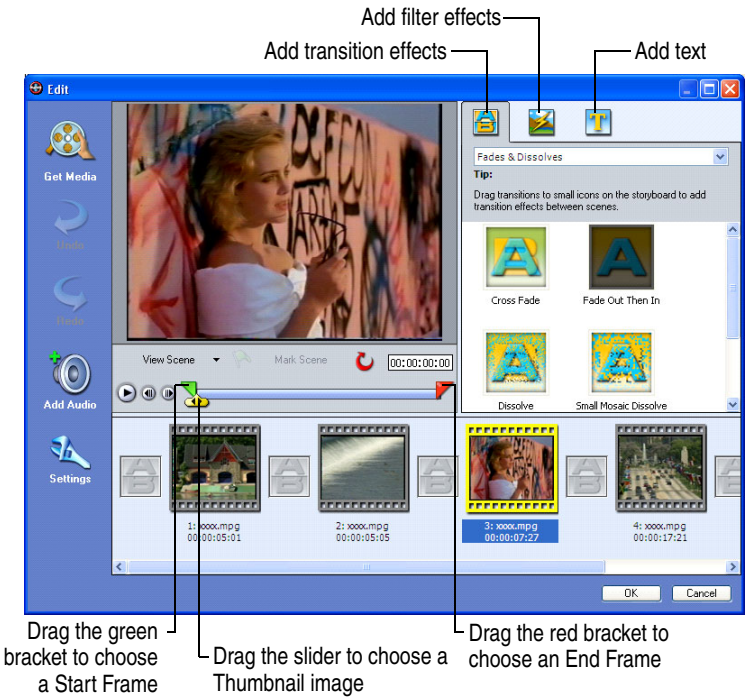 Add filter effects
Add transition effects
Add text
Edit
Get Media
Undo
Redo
Add Audio
Settings
View Scene
Mark Scene
00:00:00:00
Fades & Dissolves
Tip:
Drag transitions to small icons on the storyboard to add
transition effects between scenes.
Cross Fade
Fade Out Then In
Dissolve
Small Mosaic Dissolve
1: xxxx.mpg
00:00:05:01
2: xxxx.mpg
00:00:05:05
3: xxxx.mpg
00:00:07:27
4: xxxx.mpg
00:00:17:21
OK
Cancel
Drag the green
bracket to choose
a Start Frame
Drag the slider to choose a
Thumbnail image
Drag the red bracket to
choose an End Frame